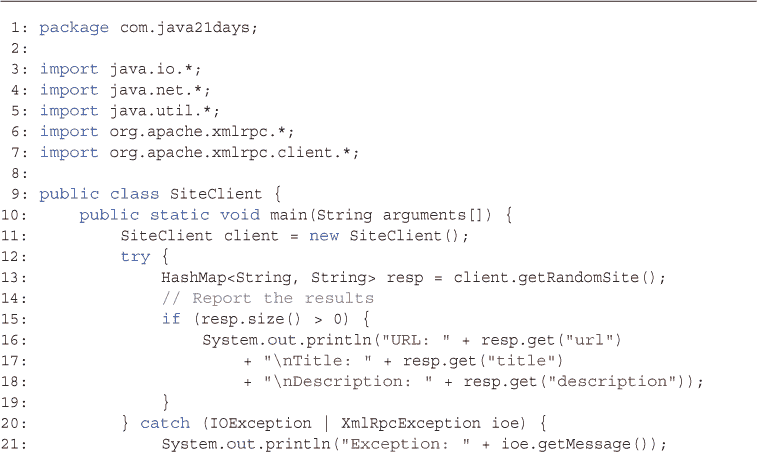 1: package com.java21days;
2:
3: import java.io.*;
4: import java.net.*;
5: import java.util.*;
6: import org.apache.xmlrpc.*;
7: import org.apache.xmlrpc.client.*;
8:
9: public class SiteClient {
10:     public static void main(String arguments[]) {
11:         SiteClient client = new SiteClient();
12:         try {
13:             HashMap<String, String> resp = client.getRandomSite();
14:             // Report the results
15:             if (resp.size() > 0) {
16:                 System.out.println("URL: " + resp.get("url")
17:                     + "\nTitle: " + resp.get("title")
18:                     + "\nDescription: " + resp.get("description"));
19:             }
20:         } catch (IOException | XmlRpcException ioe) {
21:             System.out.println("Exception: " + ioe.getMessage());